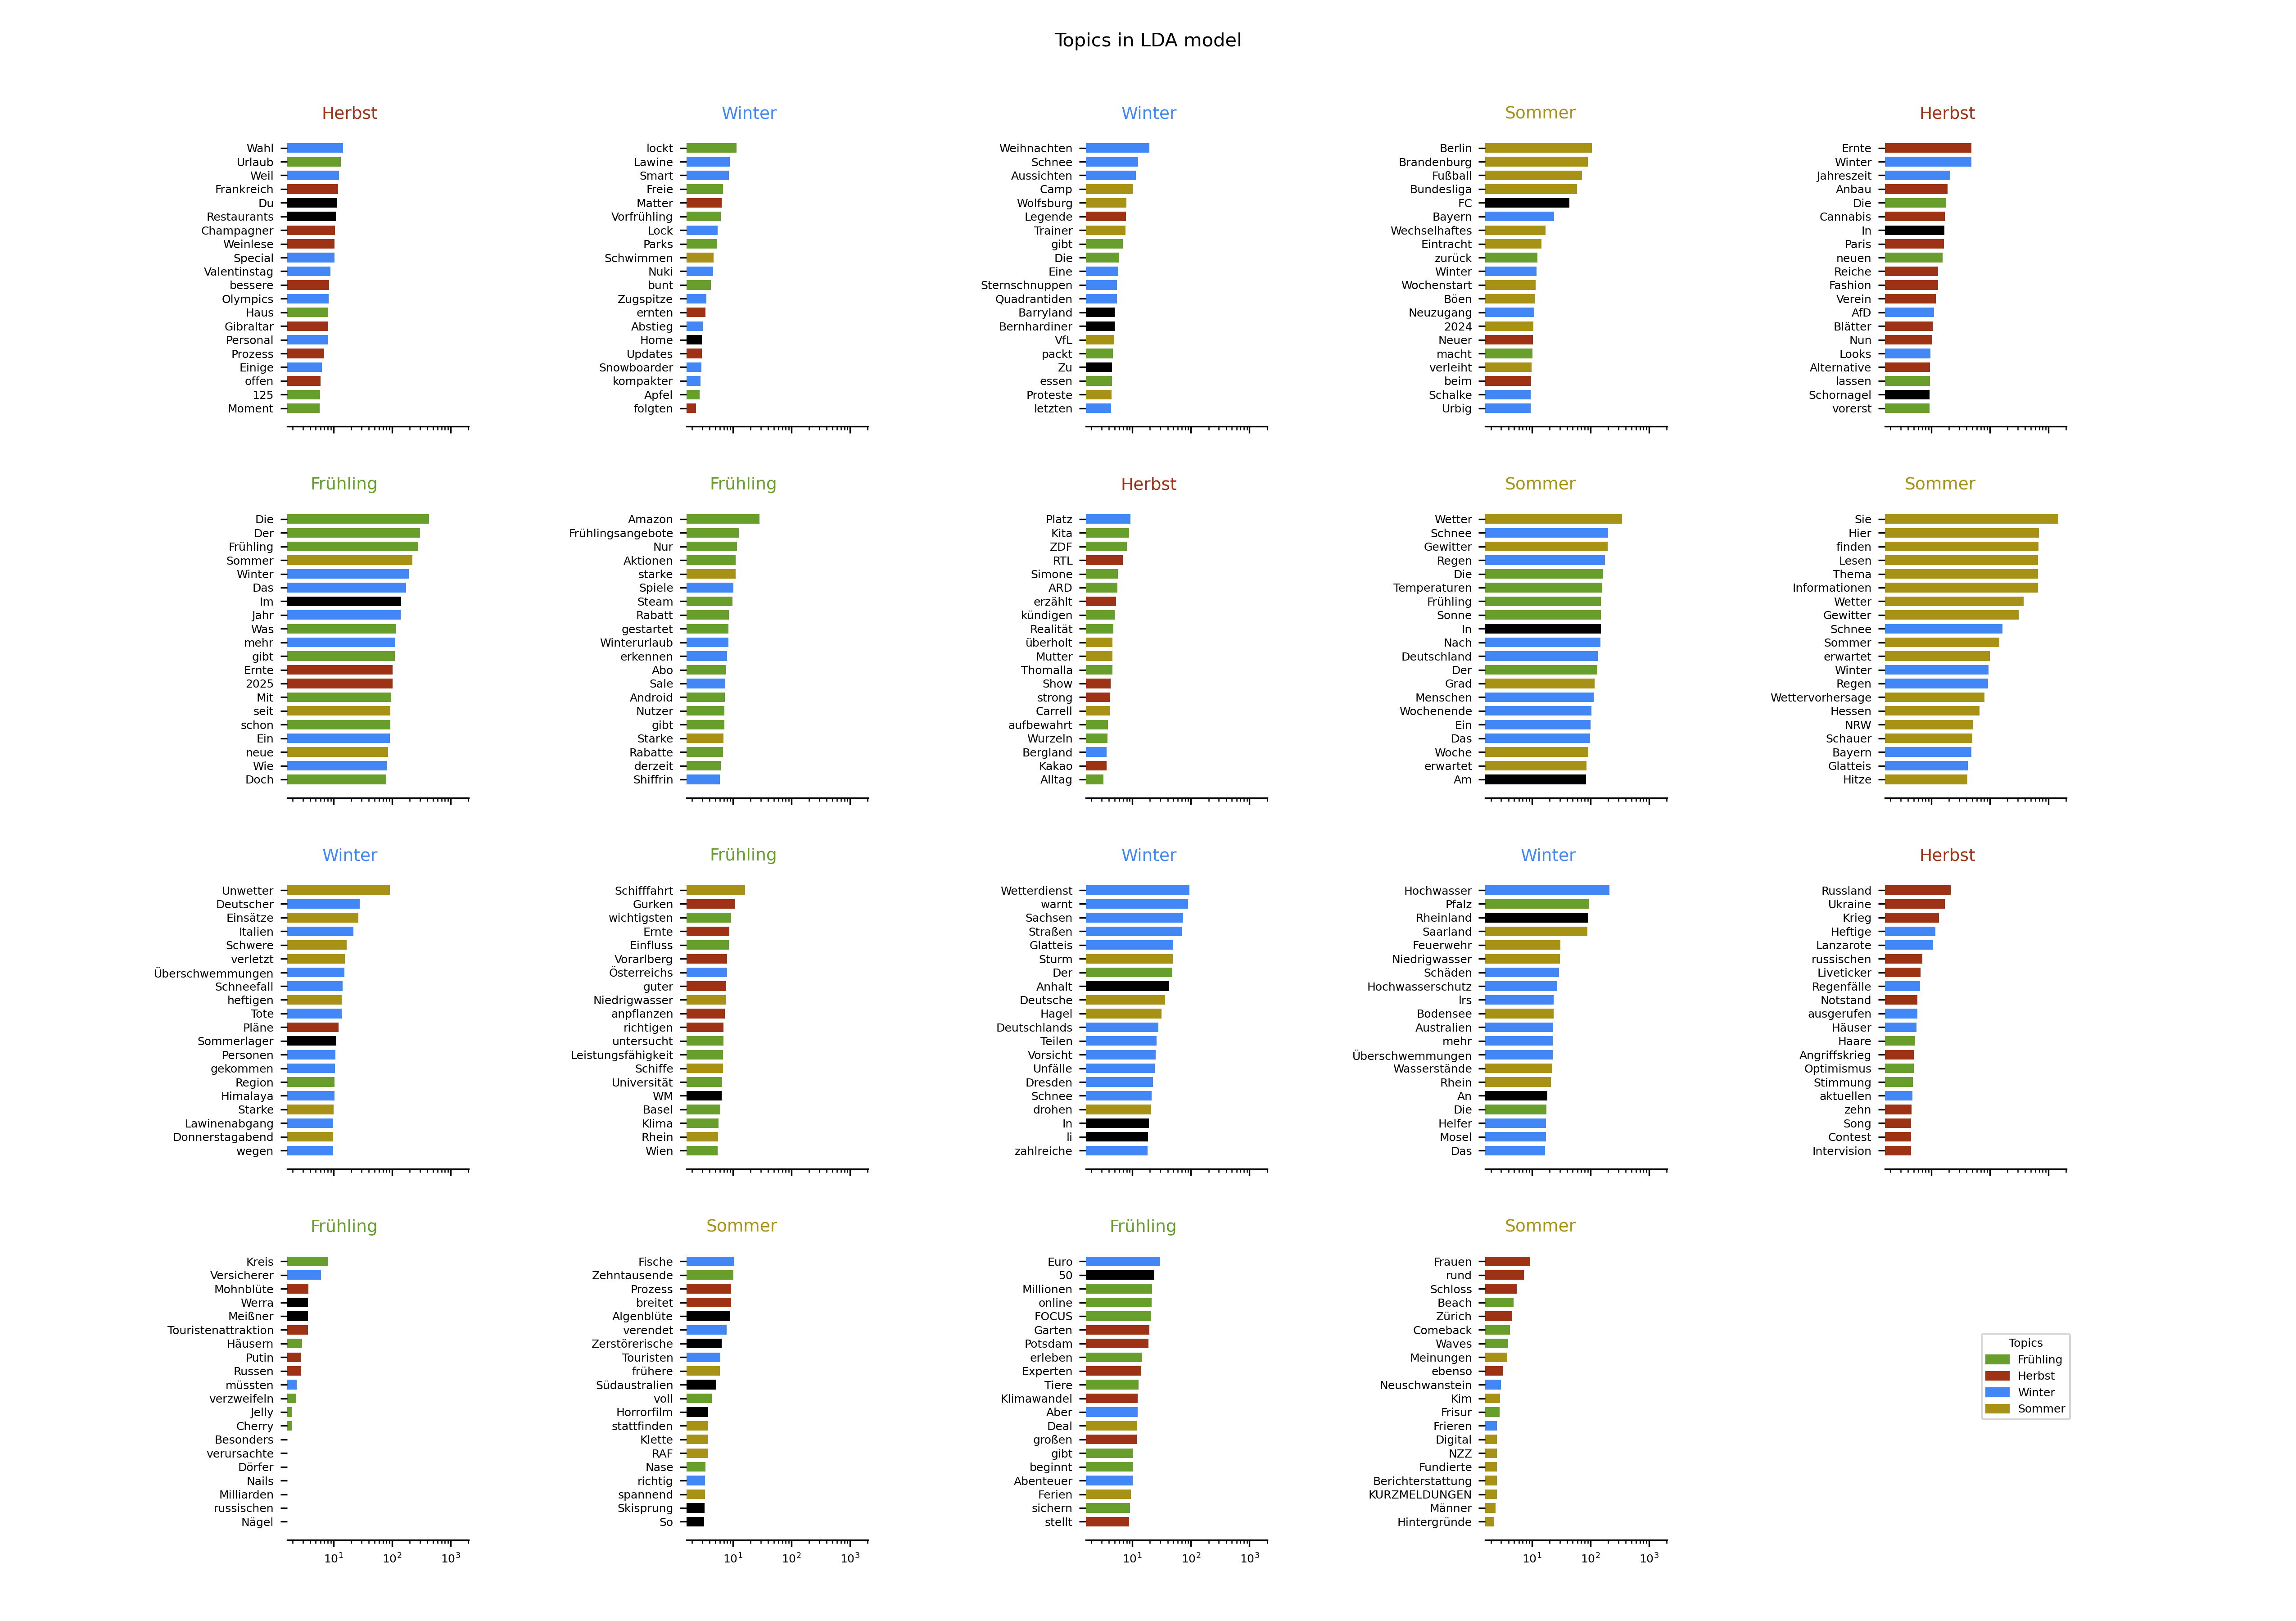 Topics in LDA model
Herbst
Wahl
Urlaub
Weil
Frankreich
Du
Restaurants
Champagner
Weinlese
Special
Valentinstag
bessere
Olympics
Haus
Gibraltar
Personal
Prozess
Einige
offen
125
Moment
Winter
lockt
Lawine
Smart
Freie
Matter
Vorfrühling
Lock
Parks
Schwimmen
Nuki
bunt
Zugspitze
ernten
Abstieg
Home
Updates
Snowboarder
kompakter
Apfel
folgten
Winter
Weihnachten
Schnee
Aussichten
Camp
Wolfsburg
Legende
Trainer
gibt
Die
Eine
Sternschnuppen
Quadrantiden
Barryland
Bernhardiner
VfL
packt
Zu
essen
Proteste
letzten
Sommer
Berlin
Brandenburg
Fußball
Bundesliga
FC
Bayern
Wechselhaftes
Eintracht
zurück
Winter
Wochenstart
Böen
Neuzugang
2024
Neuer
macht
verleiht
beim
Schalke
Urbig
Herbst
Ernte
Winter
Jahreszeit
Anbau
Die
Cannabis
In
Paris
neuen
Reiche
Fashion
Verein
AfD
Blätter
Nun
Looks
Alternative
lassen
Schornagel
vorerst
Frühling
Die
Der
Frühling
Sommer
Winter
Das
Im
Jahr
Was
mehr
gibt
Ernte
2025
Mit
seit
schon
Ein
neue
Wie
Doch
Frühling
Amazon
Frühlingsangebote
Nur
Aktionen
starke
Spiele
Steam
Rabatt
gestartet
Winterurlaub
erkennen
Abo
Sale
Android
Nutzer
gibt
Starke
Rabatte
derzeit
Shiffrin
Herbst
Platz
Kita
ZDF
RTL
Simone
ARD
erzählt
kündigen
Realität
überholt
Mutter
Thomalla
Show
strong
Carrell
aufbewahrt
Wurzeln
Bergland
Kakao
Alltag
Sommer
Wetter
Schnee
Gewitter
Regen
Die
Temperaturen
Frühling
Sonne
In
Nach
Deutschland
Der
Grad
Menschen
Wochenende
Ein
Das
Woche
erwartet
Am
Sommer
Sie
Hier
finden
Lesen
Thema
Informationen
Wetter
Gewitter
Schnee
Sommer
erwartet
Winter
Regen
Wettervorhersage
Hessen
NRW
Schauer
Bayern
Glatteis
Hitze
Winter
Unwetter
Deutscher
Einsätze
Italien
Schwere
verletzt
Überschwemmungen
Schneefall
heftigen
Tote
Pläne
Sommerlager
Personen
gekommen
Region
Himalaya
Starke
Lawinenabgang
Donnerstagabend
wegen
Frühling
Schifffahrt
Gurken
wichtigsten
Ernte
Einfluss
Vorarlberg
Österreichs
guter
Niedrigwasser
anpflanzen
richtigen
untersucht
Leistungsfähigkeit
Schiffe
Universität
WM
Basel
Klima
Rhein
Wien
Winter
Wetterdienst
warnt
Sachsen
Straßen
Glatteis
Sturm
Der
Anhalt
Deutsche
Hagel
Deutschlands
Teilen
Vorsicht
Unfälle
Dresden
Schnee
drohen
In
li
zahlreiche
Winter
Hochwasser
Pfalz
Rheinland
Saarland
Feuerwehr
Niedrigwasser
Schäden
Hochwasserschutz
Irs
Bodensee
Australien
mehr
Überschwemmungen
Wasserstände
Rhein
An
Die
Helfer
Mosel
Das
Herbst
Russland
Ukraine
Krieg
Heftige
Lanzarote
russischen
Liveticker
Regenfälle
Notstand
ausgerufen
Häuser
Haare
Angriffskrieg
Optimismus
Stimmung
aktuellen
zehn
Song
Contest
Intervision
Frühling
Kreis
Versicherer
Mohnblüte
Werra
Meißner
Touristenattraktion
Häusern
Putin
Russen
müssten
verzweifeln
Jelly
Cherry
Besonders
verursachte
Dörfer
Nails
Milliarden
russischen
Nägel
10¹ 10² 10³
Sommer
Fische
Zehntausende
Prozess
breitet
Algenblüte
verendet
Zerstörerische
Touristen
frühere
Südaustralien
voll
Horrorfilm
stattfinden
Klette
RAF
Nase
richtig
spannend
Skisprung
So
10¹ 10² 10³
Frühling
Euro
50
Millionen
online
FOCUS
Garten
Potsdam
erleben
Experten
Tiere
Klimawandel
Aber
Deal
großen
gibt
beginnt
Abenteuer
Ferien
sichern
stellt
10¹ 10² 10³
Sommer
Frauen
rund
Schloss
Beach
Zürich
Comeback
Waves
Meinungen
ebenso
Neuschwanstein
Kim
Frisur
Frieren
Digital
NZZ
Fundierte
Berichterstattung
KURZMELDUNGEN
Männer
Hintergründe
10¹ 10² 10³
Topics
Frühling
Herbst
Winter
Sommer